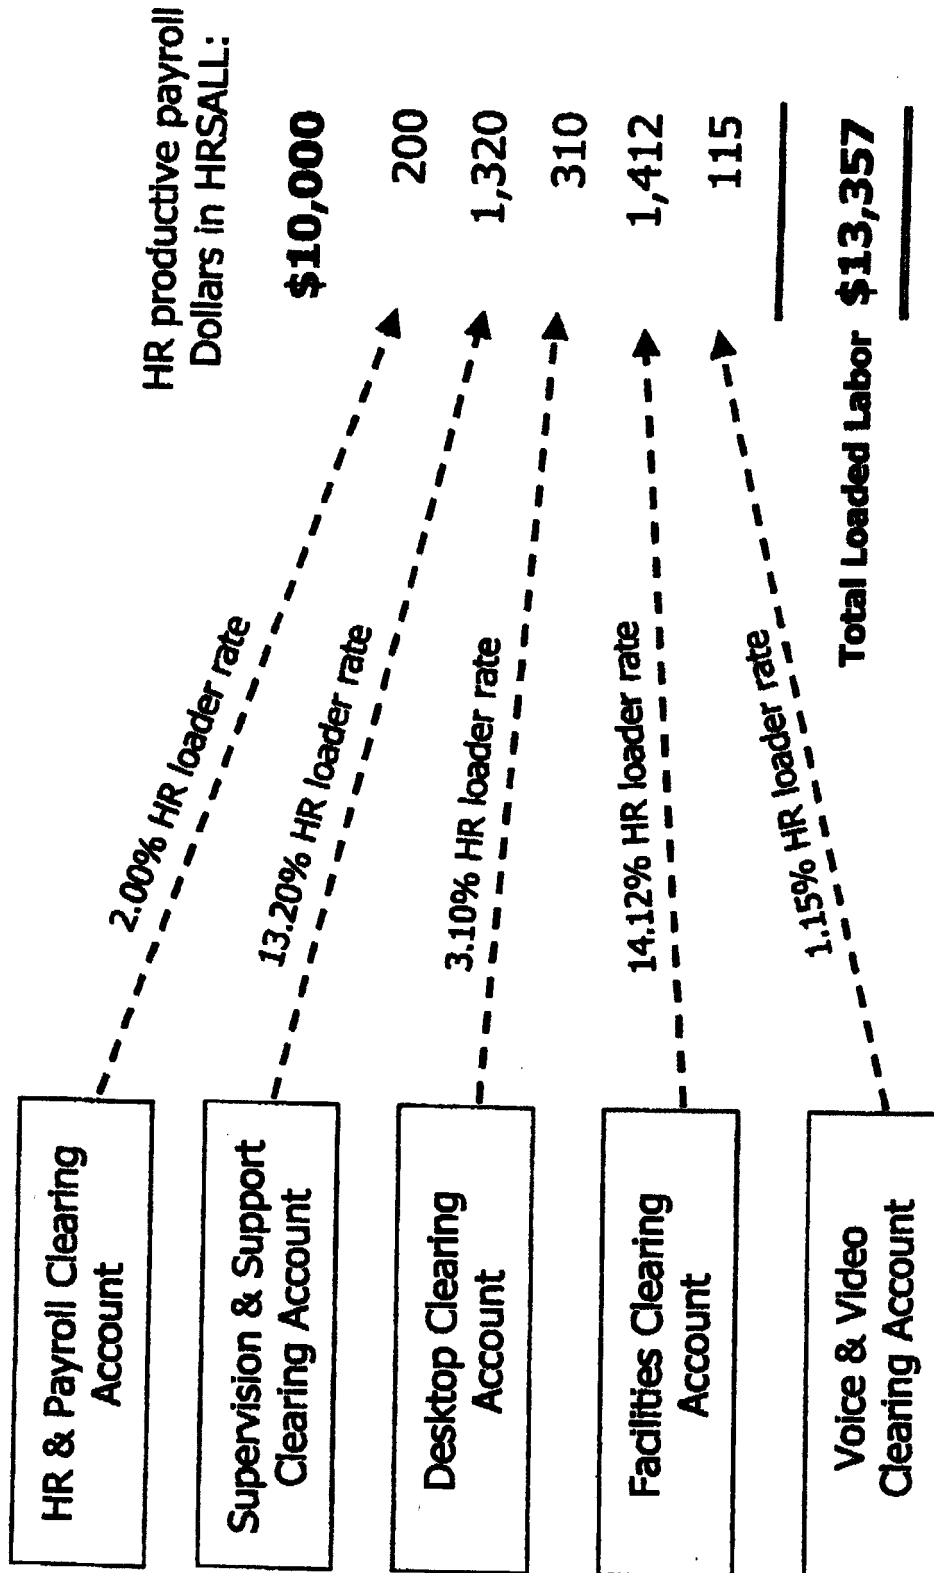 HR productive payroll
Dollars in HRSALL:
$10,000
HR & Payroll Clearing
Account
2.00% HR loader rate
200
Supervision & Support
Clearing Account
13.20% HR loader rate
1,320
Desktop Clearing
Account
3.10% HR loader rate
310
Facilities Clearing
Account
14.12% HR loader rate
1,412
Voice & Video
Clearing Account
1.15% HR loader rate
115
Total Loaded Labor $13,357